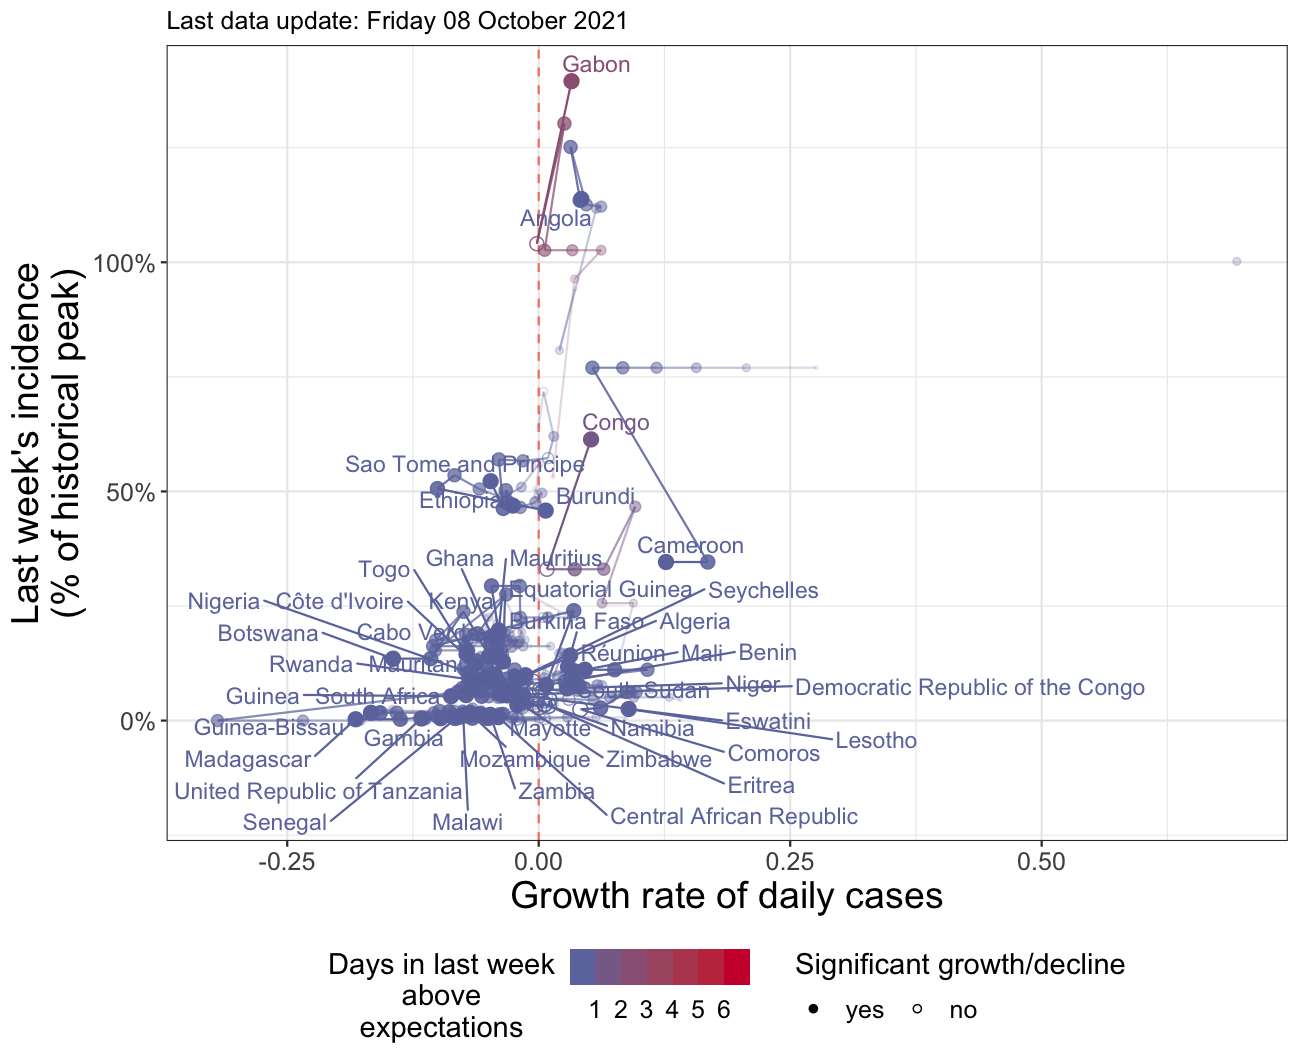 Last data update: Friday 08 October 2021
Last week's incidence
(% of historical peak)
100%
50%
0%
Gabon
Angola
Congo
Sao Tome and Principe
Ethiopia
Burundi
Cameroon
Ghana
Mauritius
Togo
Equatorial Guinea
Seychelles
Nigeria
Côte d'Ivoire
Kenya
Burkina Faso
Algeria
Botswana
Cabo Verde
Réunion
Mali
Benin
Rwanda
Mauritania
Niger
Democratic Republic of the Congo
Guinea
South Africa
South Sudan
Guinea-Bissau
Gambia
Mayotte
Namibia
Eswatini
Lesotho
Madagascar
Mozambique
Zimbabwe
Comoros
United Republic of Tanzania
Zambia
Eritrea
Senegal
Malawi
Central African Republic
-0.25
0.00
0.25
0.50
Growth rate of daily cases
Days in last week
above
expectations
1 2 3 4 5 6
Significant growth/decline
yes
no